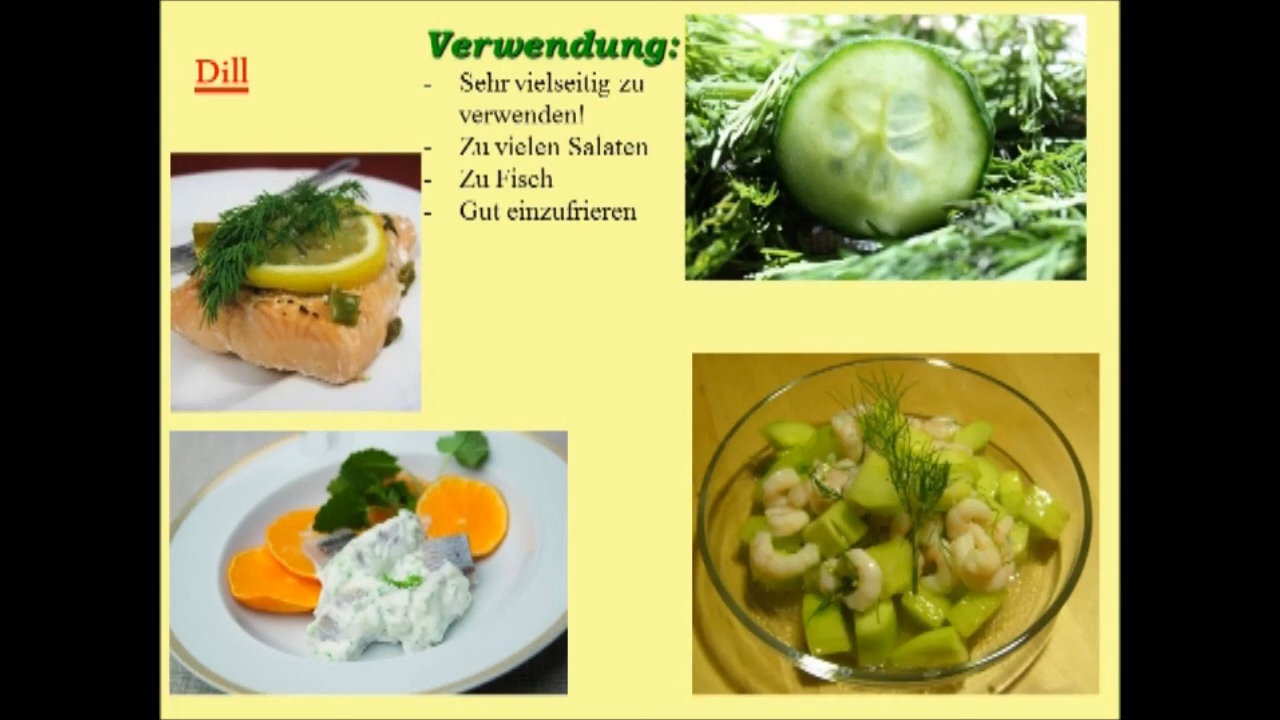 Dill
Verwendung:
- Sehr vielseitig zu
verwenden!
- Zu vielen Salaten
- Zu Fisch
- Gut einzufrieren